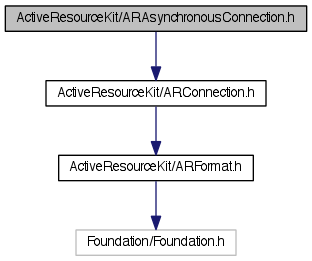 ActiveResourceKit/ARAsynchronousConnection.h
ActiveResourceKit/ARConnection.h
ActiveResourceKit/ARFormat.h
Foundation/Foundation.h